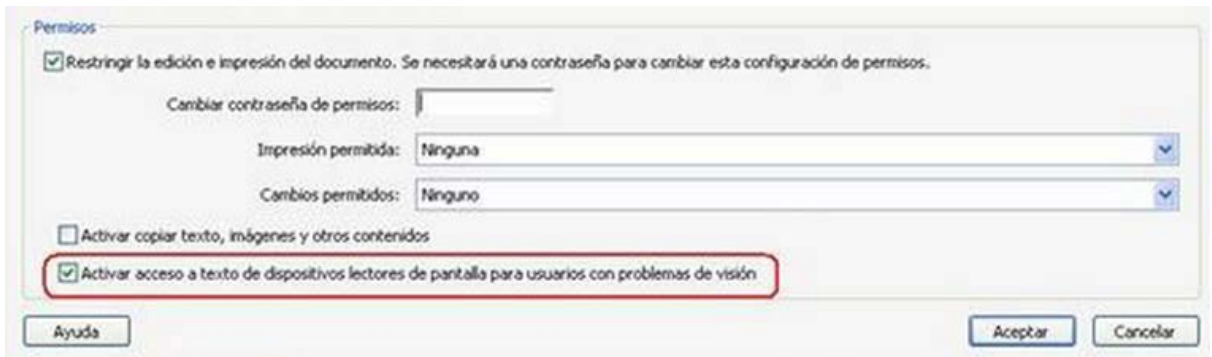 Permisos
Restringir la edición e impresión del documento. Se necesitará una contraseña para cambiar esta configuración de permisos.
Cambiar contraseña de permisos:
Impresión permitida: Ninguna
Cambios permitidos: Ninguno
Activar copiar texto, imágenes y otros contenidos
Activar acceso a texto de dispositivos lectores de pantalla para usuarios con problemas de visión
Ayuda Aceptar Cancelar